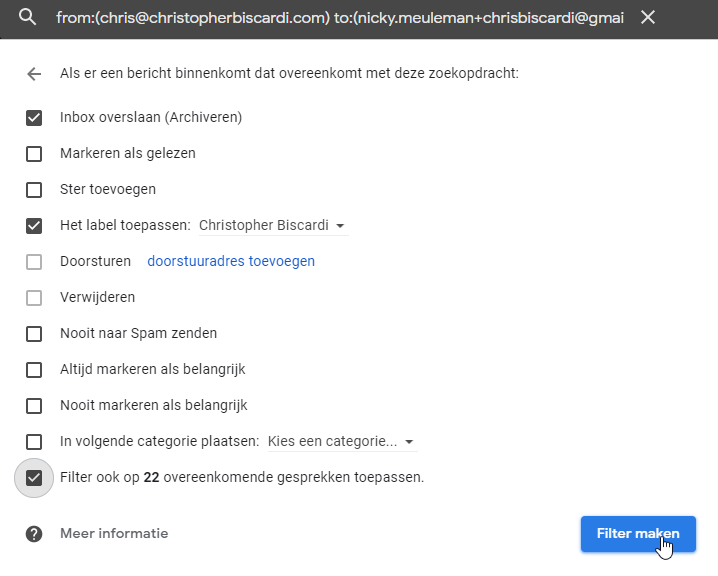 from:(chris@christopherbiscardi.com) to:(nicky.meuleman+chrisbiscardi@gmai
Als er een bericht binnenkomt dat overeenkomt met deze zoekopdracht:
Inbox overslaan (Archiveren)
Markeren als gelezen
Ster toevoegen
Het label toepassen: Christopher Biscardi
Doorsturen doorstuuradres toevoegen
Verwijderen
Nooit naar Spam zenden
Altijd markeren als belangrijk
Nooit markeren als belangrijk
In volgende categorie plaatsen: Kies een categorie...
Filter ook op 22 overeenkomende gesprekken toepassen.
Meer informatie
Filter maken